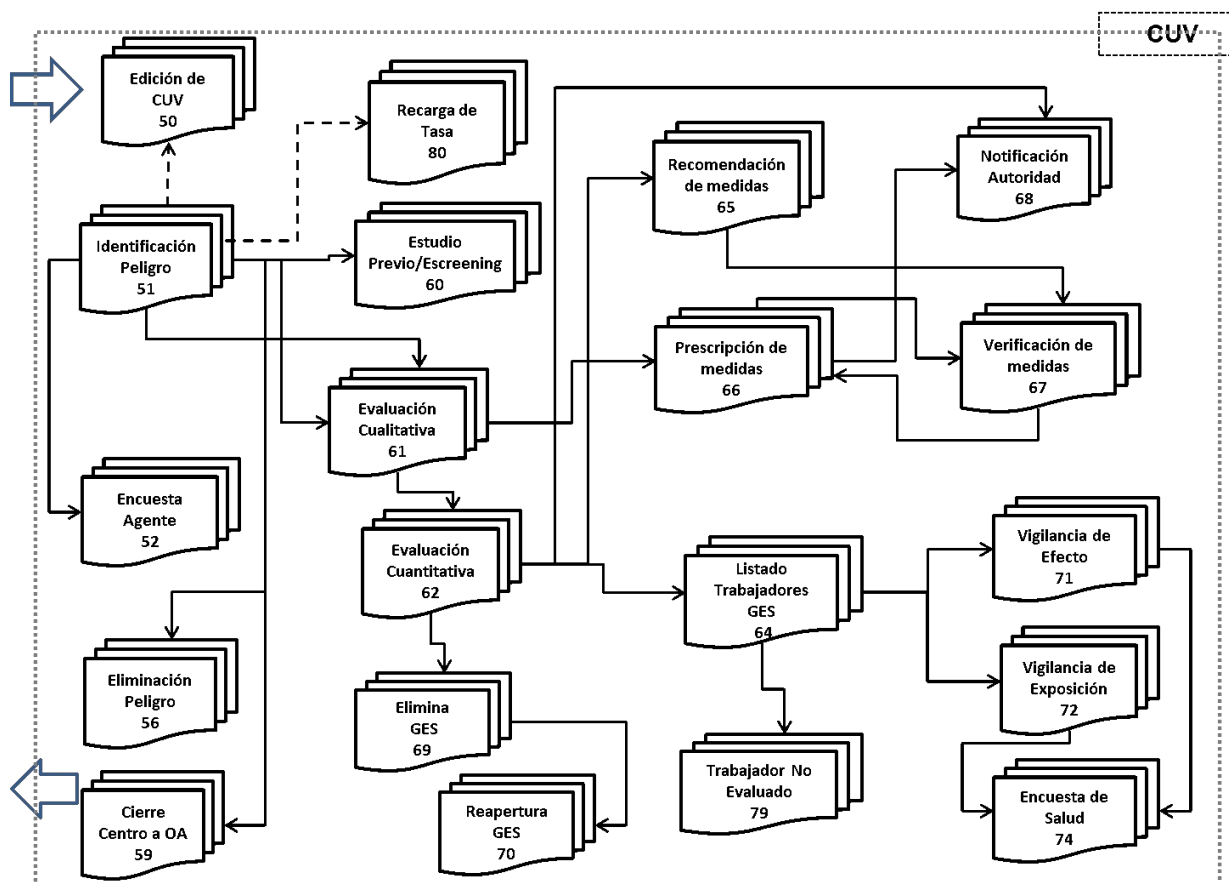 CUV
Edición de
CUV
50
Recarga de
Tasa
80
Recomendación
de medidas
65
Notificación
Autoridad
68
Identificación
Peligro
51
Estudio
Previo/Escreening
60
Prescripción de
medidas
66
Verificación de
medidas
67
Evaluación
Cualitativa
61
Encuesta
Agente
52
Evaluación
Cuantitativa
62
Listado
Trabajadores
GES
64
Vigilancia de
Efecto
71
Eliminación
Peligro
56
Elimina
GES
69
Vigilancia de
Exposición
72
Cierre
Centro a OA
59
Reapertura
GES
70
Trabajador No
Evaluado
79
Encuesta de
Salud
74